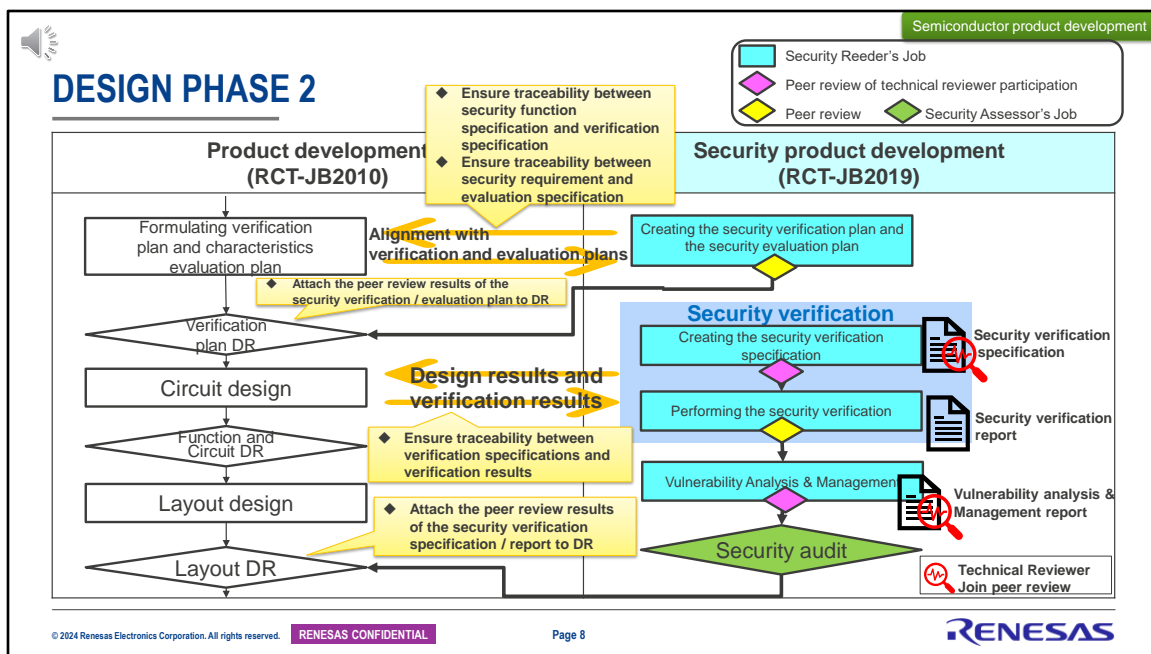 Semiconductor product development
DESIGN PHASE 2
Security Reeder's Job
Peer review of technical reviewer participation
Peer review
Security Assessor's Job
◆ Ensure traceability between
security function
specification and verification
specification
◆ Ensure traceability between
security requirement and
evaluation specification
Product development
(RCT-JB2010)
Security product development
(RCT-JB2019)
Formulating verification
plan and characteristics
evaluation plan
Alignment with
verification and evaluation plans
Creating the security verification plan and
the security evaluation plan
◆ Attach the peer review results of the
security verification / evaluation plan to DR
Verification
plan DR
Security verification
Creating the security verification
specification
Security verification
specification
Circuit design
Design results and
verification results
Performing the security verification
Security verification
report
Function and
Circuit DR
◆ Ensure traceability between
verification specifications and
verification results
Vulnerability Analysis & Management
Vulnerability analysis &
Management report
Layout design
◆ Attach the peer review results
of the security verification
specification / report to DR
Security audit
Layout DR
Technical Reviewer
Join peer review
© 2024 Renesas Electronics Corporation. All rights reserved.
RENESAS CONFIDENTIAL
Page 8
RENESAS